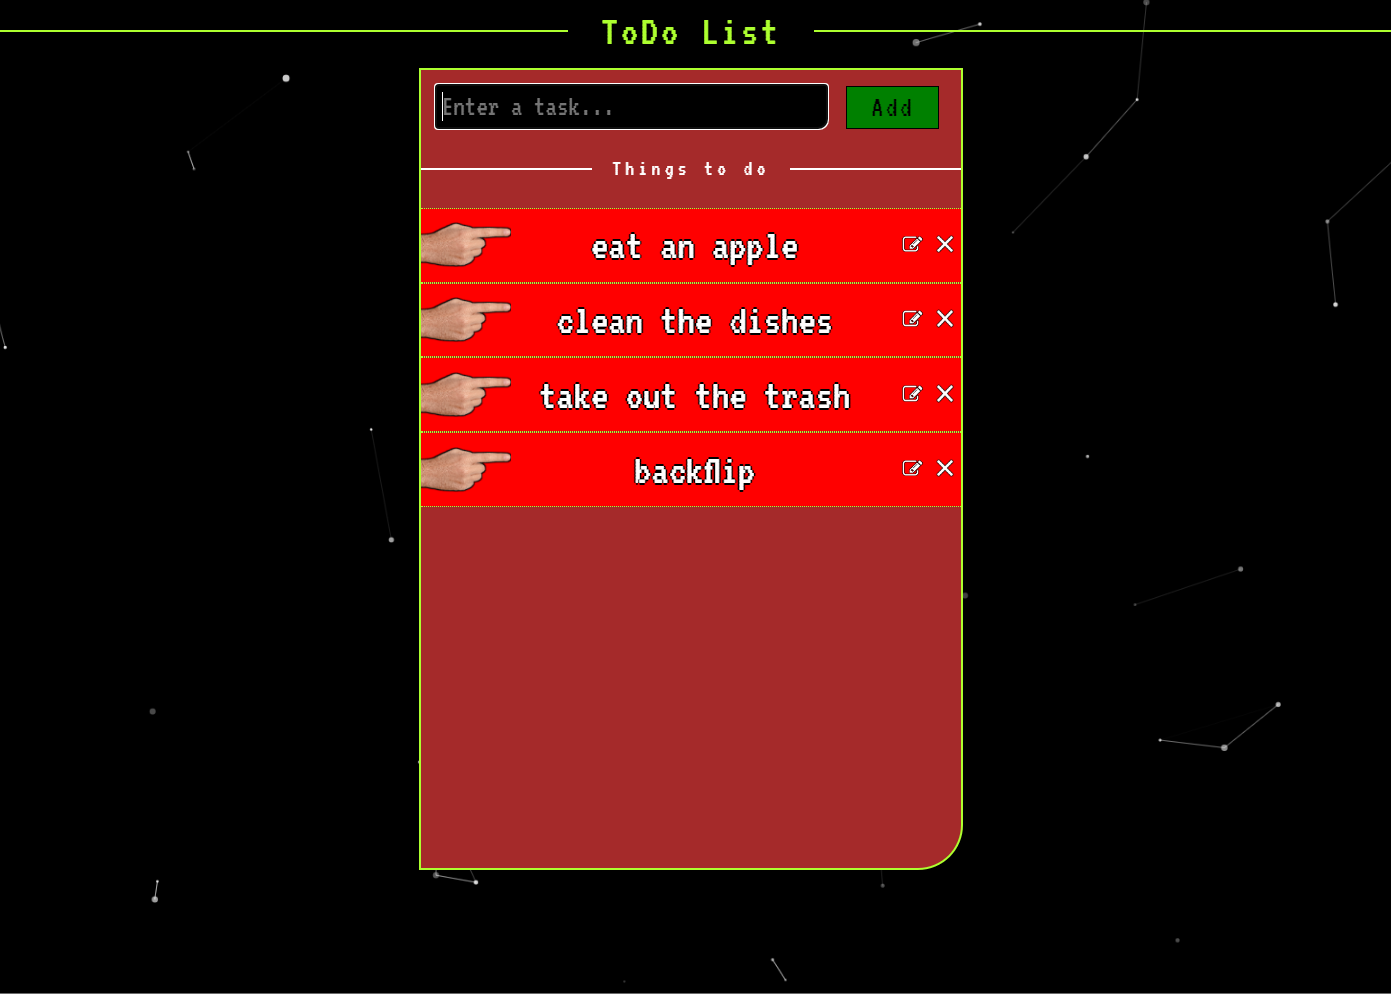 ToDo List
Enter a task...
Add
Things to do
eat an apple
clean the dishes
take out the trash
backflip